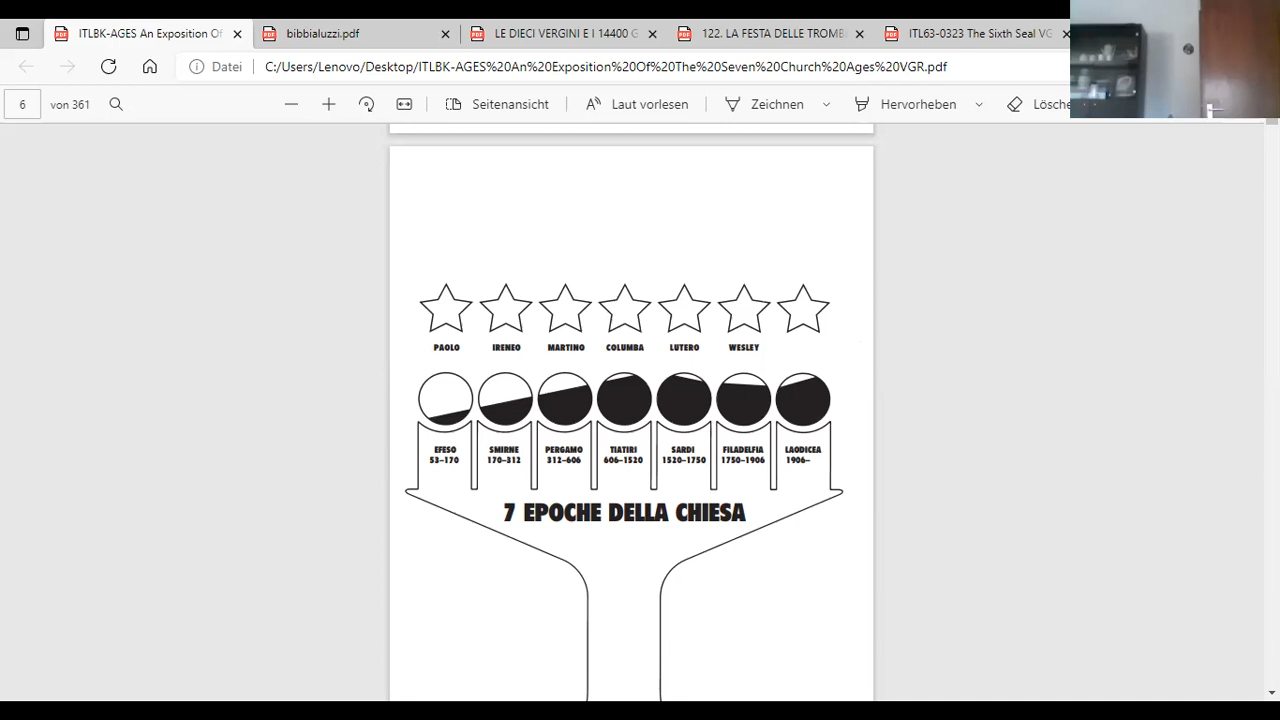 ITLBK-AGES An Exposition Of
bibbialuzzi.pdf
LE DIECI VERGINI E I 14400 G
122. LA FESTA DELLE TROMB
ITL63-0323 The Sixth Seal VG
Datei
C:/Users/Lenovo/Desktop/ITLBK-AGES%20An%20Exposition%20Of%20The%20Seven%20Church%20Ages%20VGR.pdf
6 von 361
Seitenansicht
Laut vorlesen
Zeichnen
Hervorheben
Lösche
PAOLO IRENEO MARTINO COLUMBA LUTERO WESLEY
EFESO SMIRNE PERGAMO TIATIRI SARDI FILADELFIA LAODICEA
53–170 170–312 312–606 606–1520 1520–1750 1750–1906 1906–
7 EPOCHE DELLA CHIESA